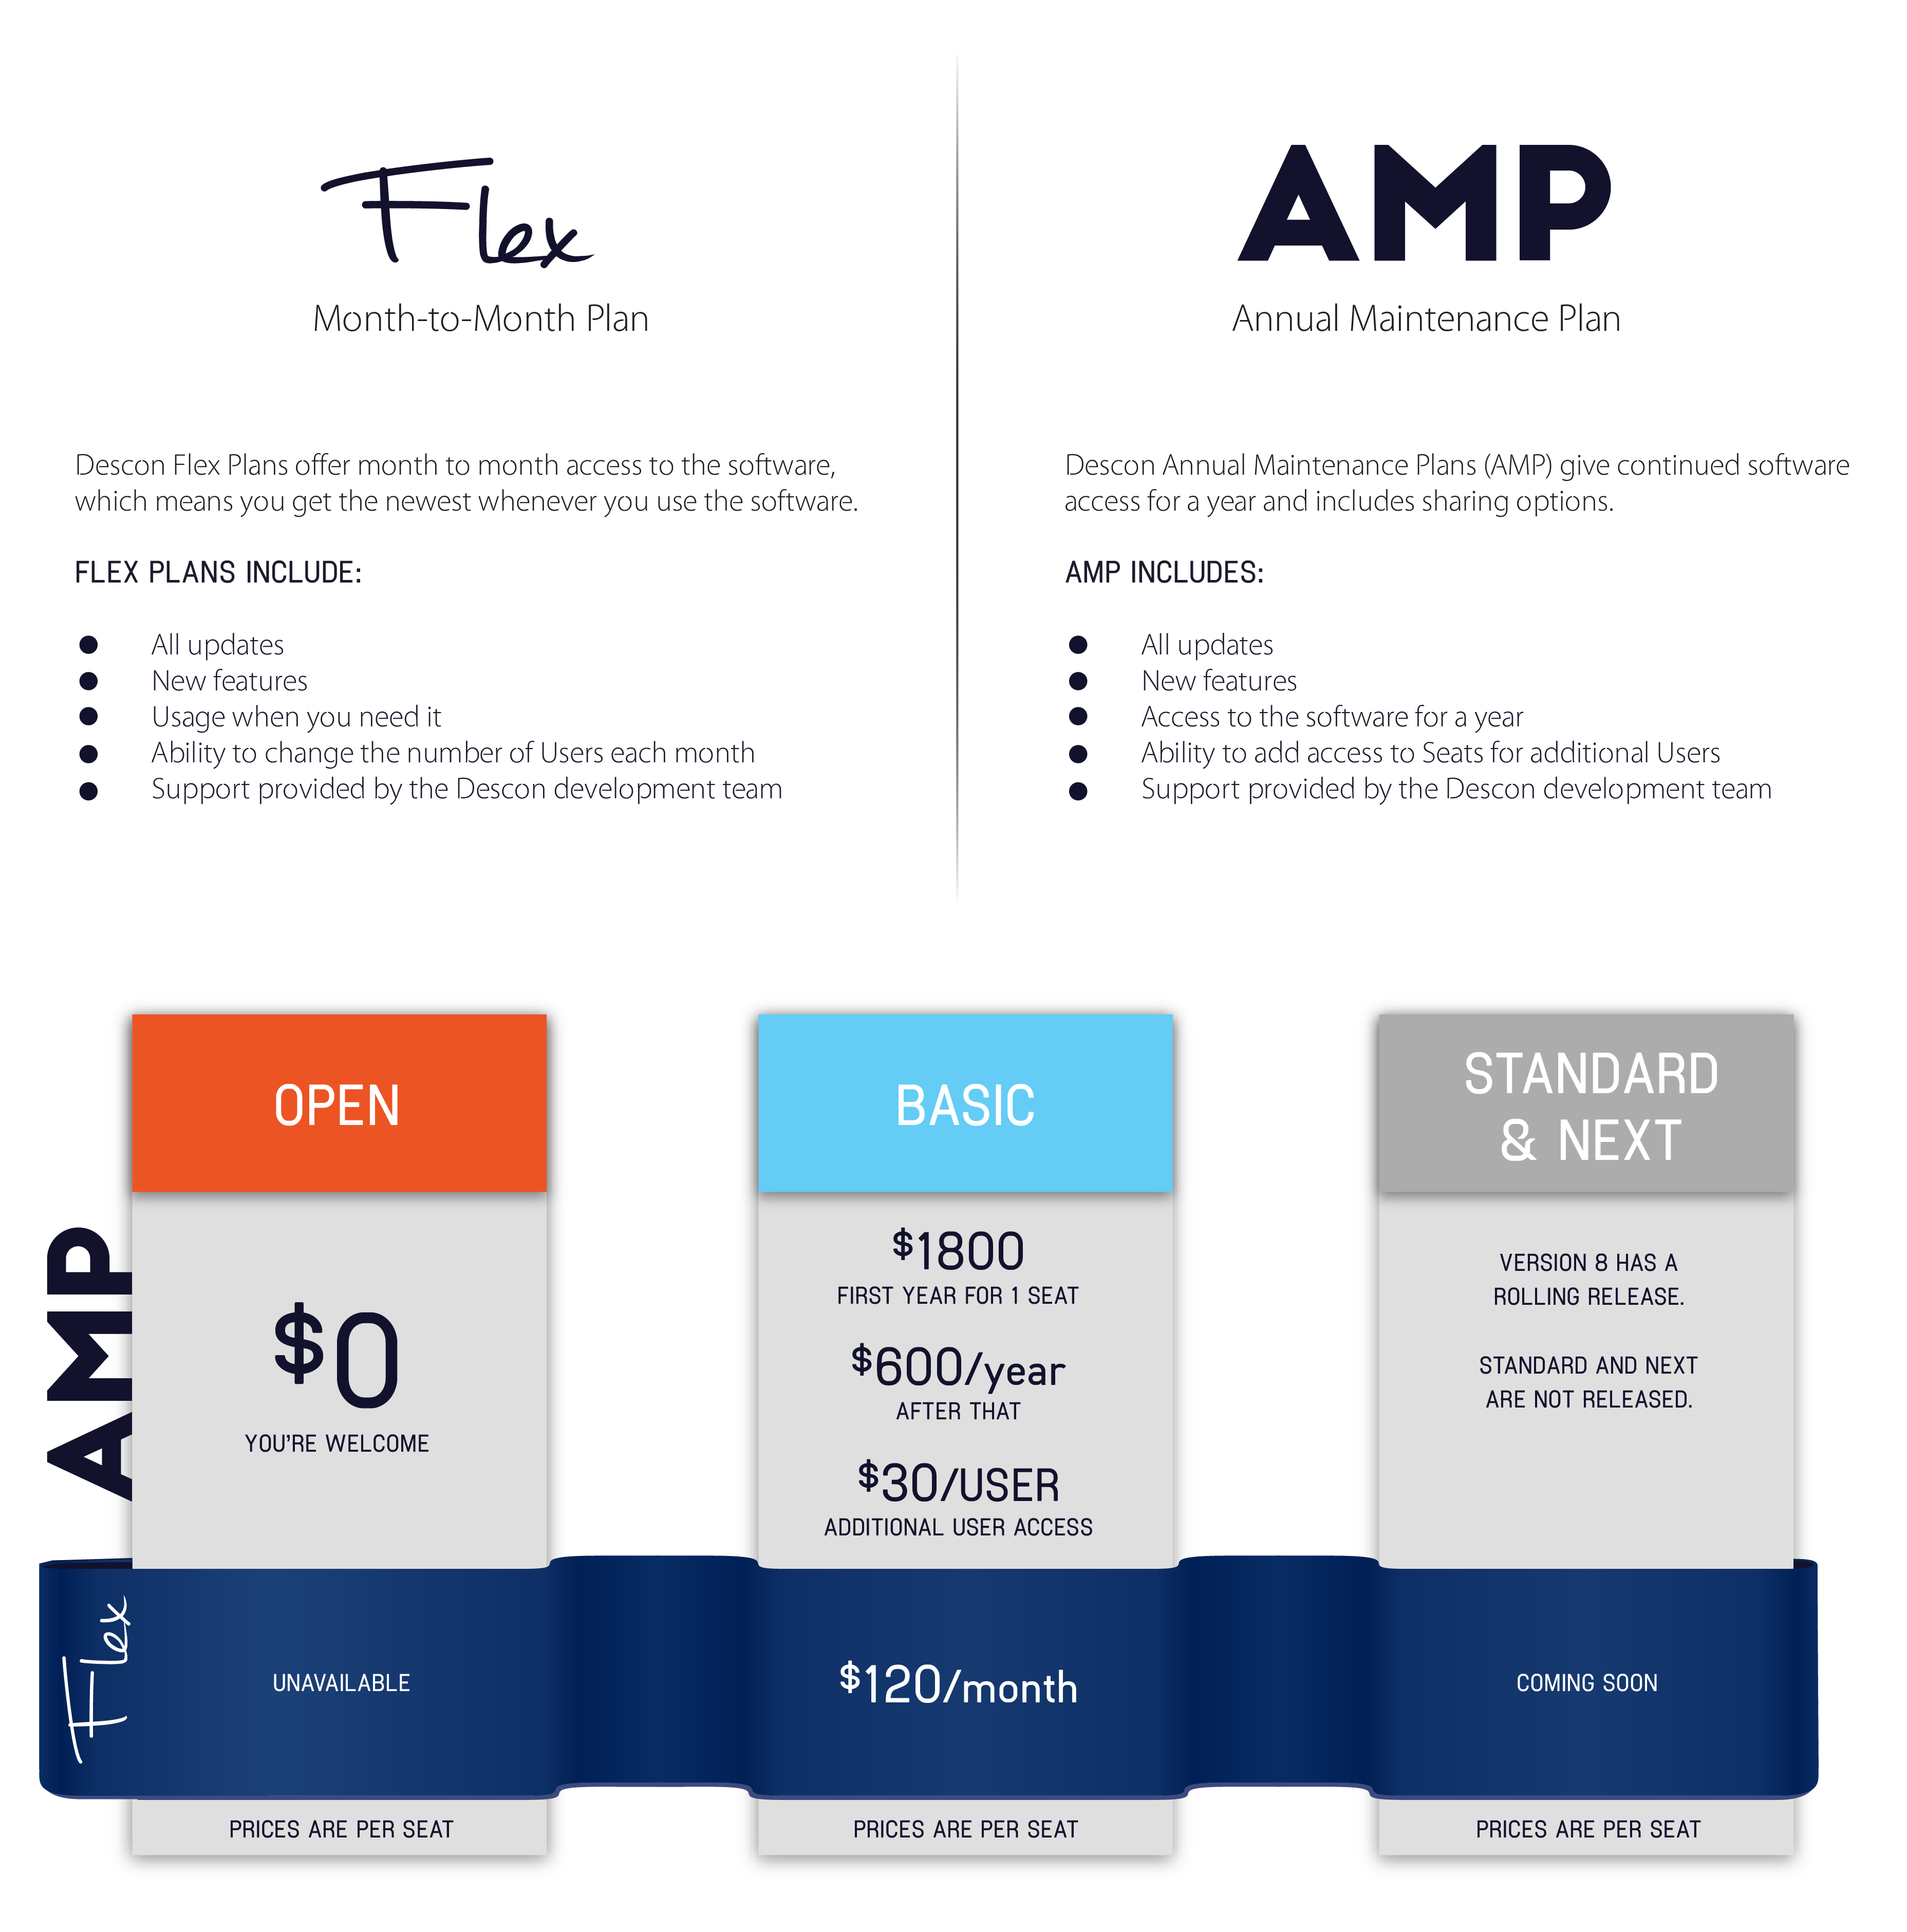 Flex
Month-to-Month Plan
Descon Flex Plans offer month to month access to the software,
which means you get the newest whenever you use the software.
FLEX PLANS INCLUDE:
All updates
New features
Usage when you need it
Ability to change the number of Users each month
Support provided by the Descon development team
AMP
Annual Maintenance Plan
Descon Annual Maintenance Plans (AMP) give continued software
access for a year and includes sharing options.
AMP INCLUDES:
All updates
New features
Access to the software for a year
Ability to add access to Seats for additional Users
Support provided by the Descon development team
AMP
Flex
OPEN
$0
YOU'RE WELCOME
UNAVAILABLE
PRICES ARE PER SEAT
BASIC
$1800
FIRST YEAR FOR 1 SEAT
$600/year
AFTER THAT
$30/USER
ADDITIONAL USER ACCESS
$120/month
PRICES ARE PER SEAT
STANDARD
& NEXT
VERSION 8 HAS A
ROLLING RELEASE.
STANDARD AND NEXT
ARE NOT RELEASED.
COMING SOON
PRICES ARE PER SEAT